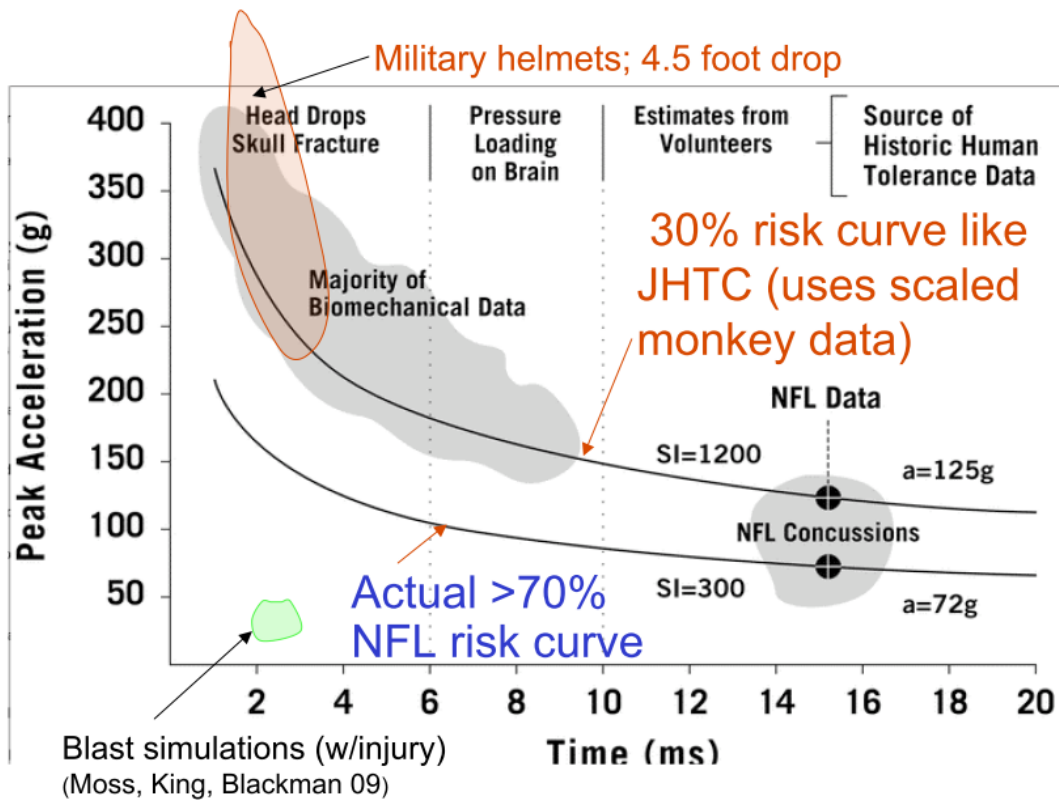 Military helmets; 4.5 foot drop
Head Drops
Skull Fracture
Pressure
Loading
on Brain
Estimates from
Volunteers
Source of
Historic Human
Tolerance Data
400
350
300
250
200
150
100
50
Peak Acceleration (g)
Majority of
Biomechanical Data
30% risk curve like
JHTC (uses scaled
monkey data)
NFL Data
SI=1200
a=125g
NFL Concussions
SI=300
a=72g
Actual >70%
NFL risk curve
2
4
6
8
10
12
14
16
18
20
Time (ms)
Blast simulations (w/injury)
(Moss, King, Blackman 09)